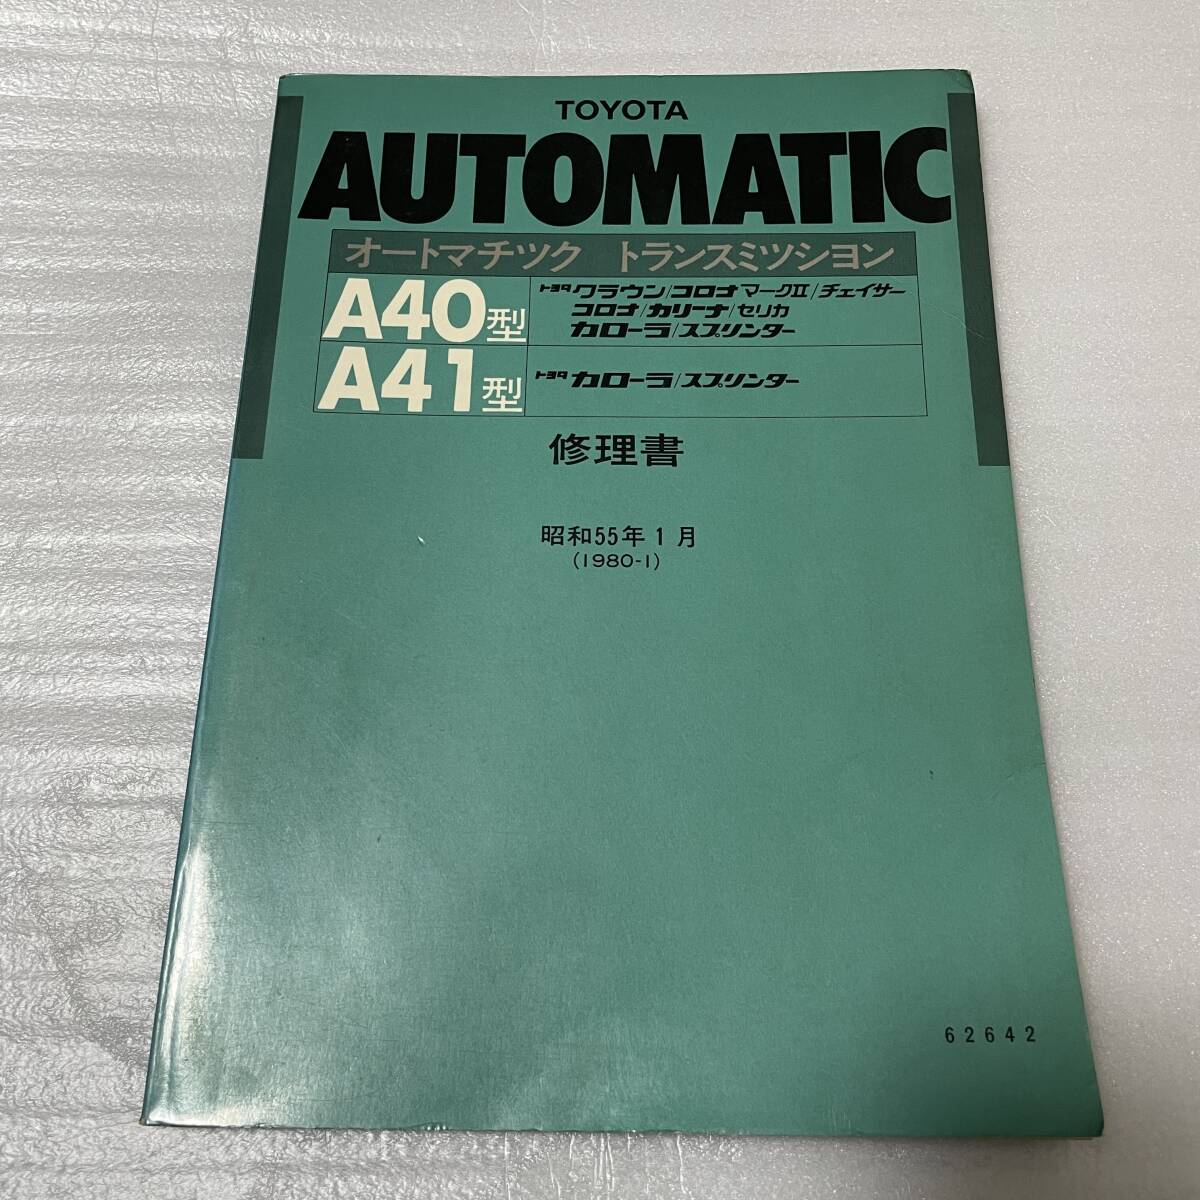 TOYOTA
AUTOMATIC
オートマチツク トランスミツシヨン
A40型
トヨタ クラウン/コロナ マークII/チェイサー
コロナ/カリーナ/セリカ
カローラ/スプリンター
A41型
トヨタ カローラ/スプリンター
修理書
昭和55年1月
(1980-1)
62642